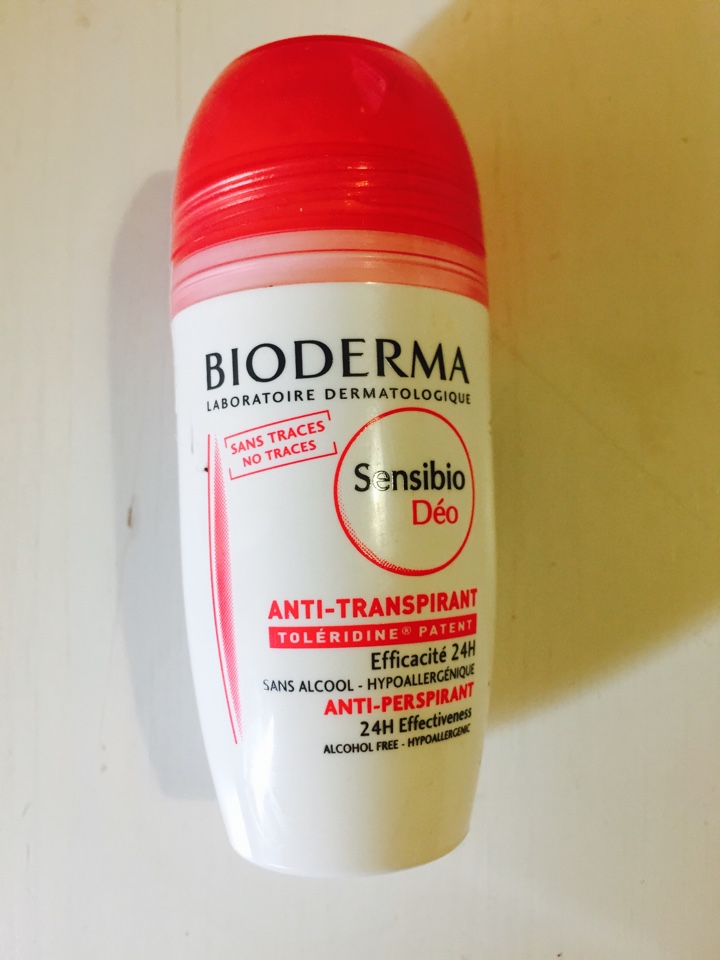 BIODERMA
LABORATOIRE DERMATOLOGIQUE
SANS TRACES
NO TRACES
Sensibio
Déo
ANTI-TRANSPIRANT
TOLÉRIDINE® PATENT
Efficacité 24H
SANS ALCOOL - HYPOALLERGÉNIQUE
ANTI-PERSPIRANT
24H Effectiveness
ALCOHOL FREE - HYPOALLERGENIC